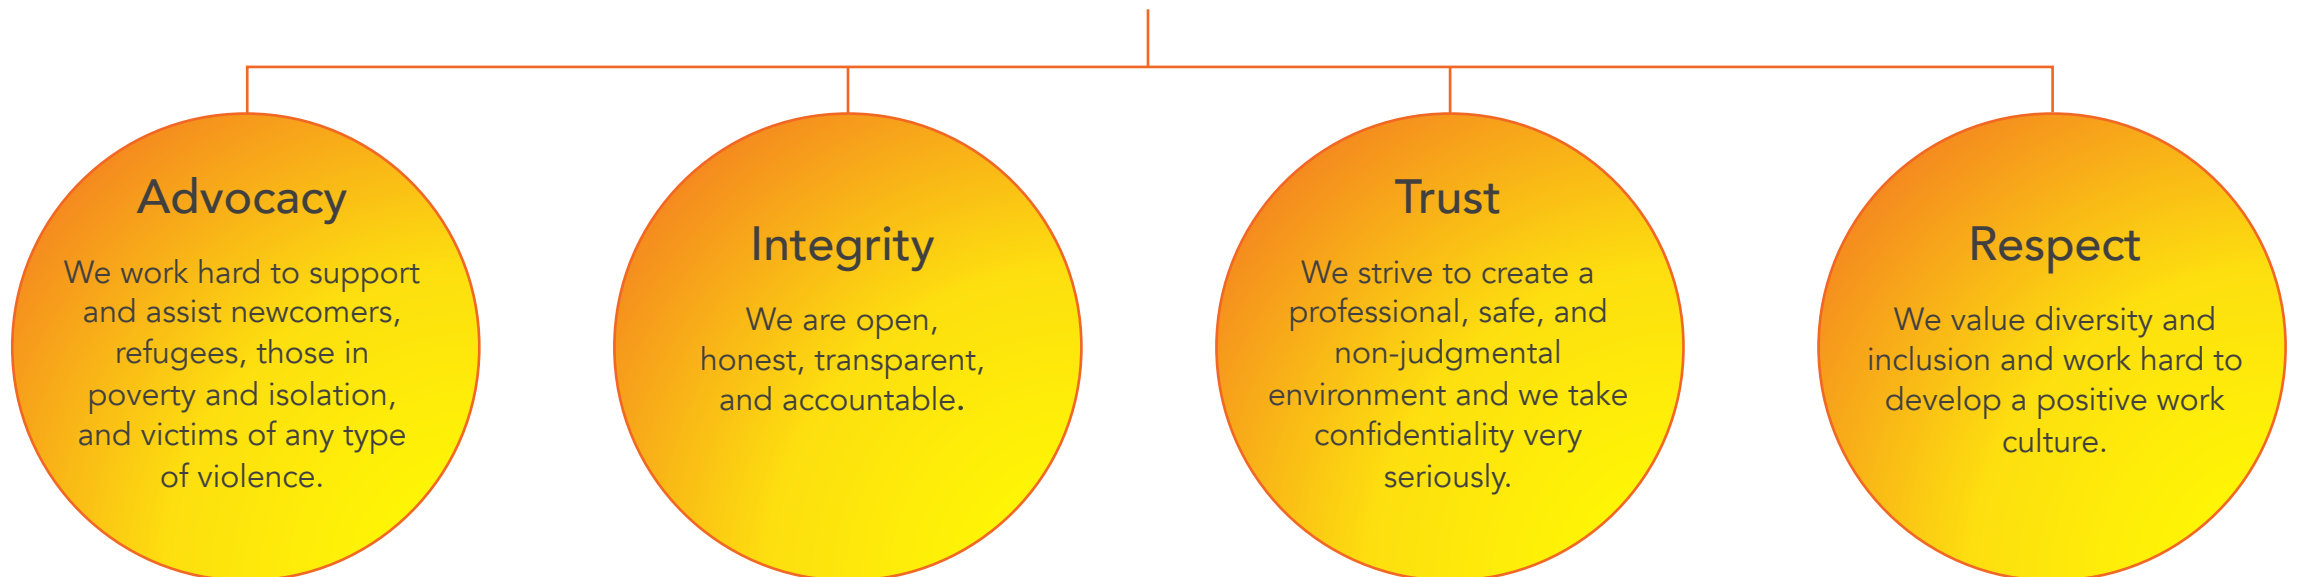 Advocacy
We work hard to support
and assist newcomers,
refugees, those in
poverty and isolation,
and victims of any type
of violence.
Integrity
We are open,
honest, transparent,
and accountable.
Trust
We strive to create a
professional, safe, and
non-judgmental
environment and we take
confidentiality very
seriously.
Respect
We value diversity and
inclusion and work hard to
develop a positive work
culture.